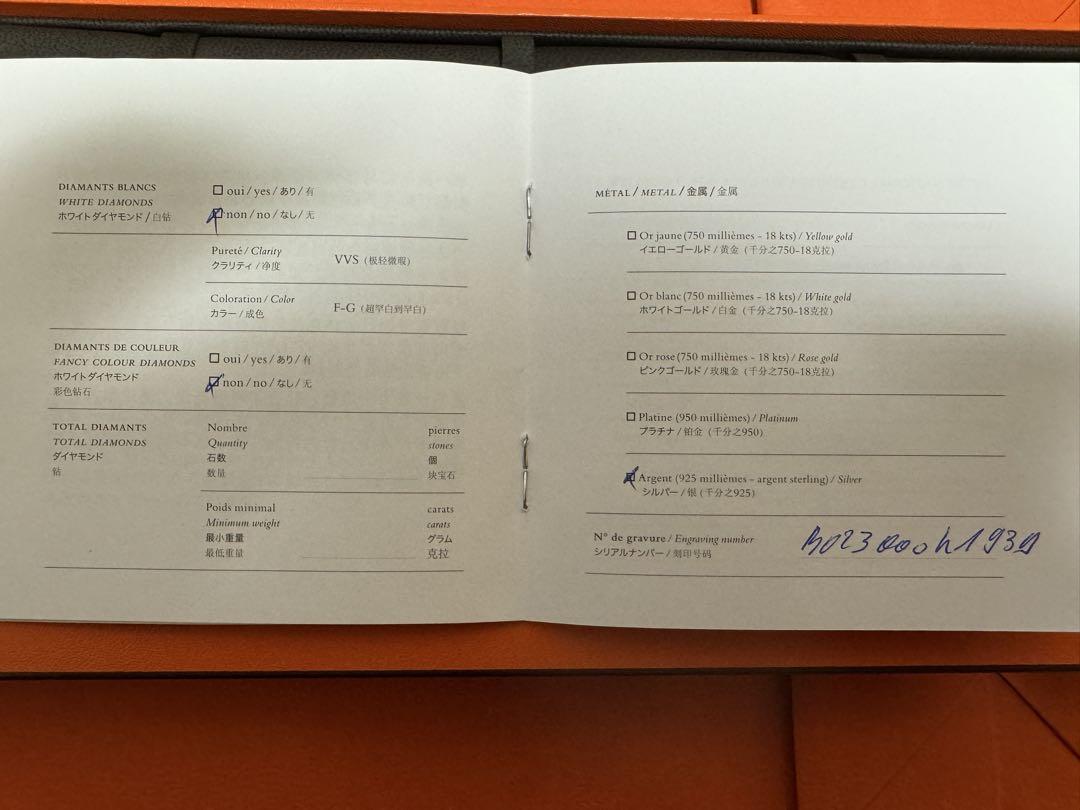 DIAMANTS BLANCS
WHITE DIAMONDS
ホワイトダイヤモンド / 白钻
oui / yes / あり / 有
non / no / なし / 无
Pureté / Clarity
クラリティ / 净度
VVS (极轻微瑕)
Coloration / Color
カラー / 成色
F-G (超罕白到罕白)
DIAMANTS DE COULEUR
FANCY COLOUR DIAMONDS
ホワイトダイヤモンド
彩色钻石
oui / yes / あり / 有
non / no / なし / 无
TOTAL DIAMANTS
TOTAL DIAMONDS
ダイヤモンド
钻
Nombre
Quantity
石数
数量
pierres
stones
個
块宝石
Poids minimal
Minimum weight
最小重量
最低重量
carats
carats
グラム
克拉
MÉTAL / METAL / 金属 / 金属
Or jaune (750 millièmes - 18 kts) / Yellow gold
イエローゴールド / 黄金 (千分之750-18克拉)
Or blanc (750 millièmes - 18 kts) / White gold
ホワイトゴールド / 白金 (千分之750-18克拉)
Or rose (750 millièmes - 18 kts) / Rose gold
ピンクゴールド / 玫瑰金 (千分之750-18克拉)
Platine (950 millièmes) / Platinum
プラチナ / 铂金 (千分之950)
Argent (925 millièmes - argent sterling) / Silver
シルバー / 银 (千分之925)
N° de gravure / Engraving number
シリアルナンバー / 刻印号码